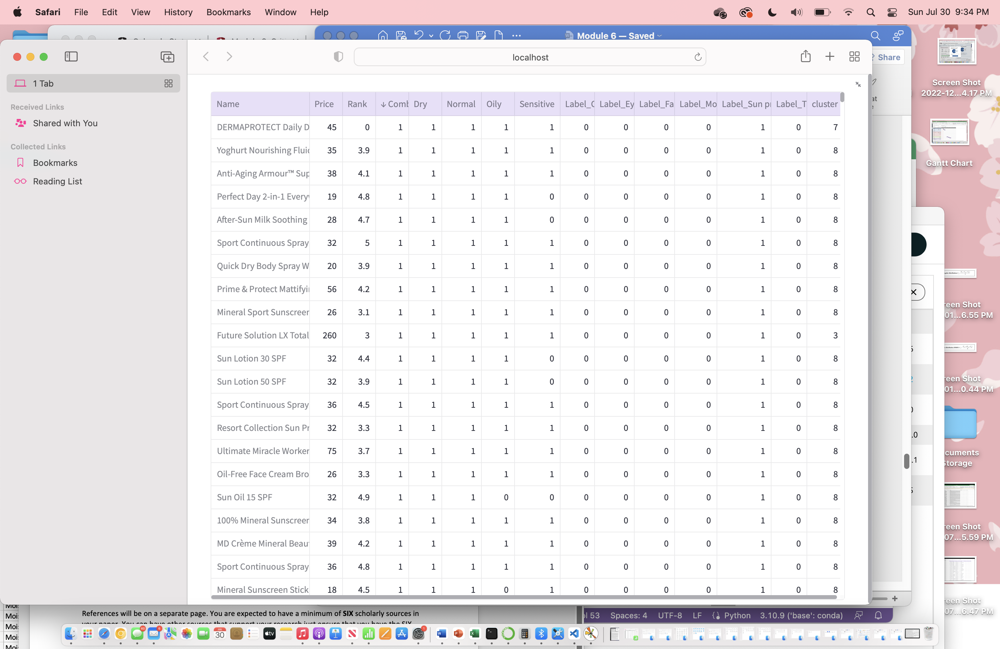 Safari File Edit View History Bookmarks Window Help Sun Jul 30 9:34 PM
Module 6 — Saved
Share
localhost
1 Tab
Received Links
Shared with You
Collected Links
Bookmarks
Reading List
Name Price Rank Comb Dry Normal Oily Sensitive Label_C Label_Ey Label_Fa Label_Mo Label_Sun pr Label_T cluster
DERMAPROTECT Daily D 45 0 1 1 1 1 1 0 0 0 0 1 0 7
Yoghurt Nourishing Fluid 35 3.9 1 1 1 1 1 0 0 0 0 1 0 8
Anti-Aging Armour™ Sup 38 4.1 1 1 1 1 1 0 0 0 0 1 0 8
Perfect Day 2-in-1 Everyw 19 4.8 1 1 1 1 0 0 0 0 0 1 0 8
After-Sun Milk Soothing 28 4.7 1 1 1 1 0 0 0 0 0 1 0 8
Sport Continuous Spray 32 5 1 1 1 1 1 0 0 0 0 1 0 8
Quick Dry Body Spray W 20 3.9 1 1 1 1 1 0 0 0 0 1 0 8
Prime & Protect Mattifyi 56 4.2 1 1 1 1 1 0 0 0 0 1 0 8
Mineral Sport Sunscreen 26 3.1 1 1 1 1 1 0 0 0 0 1 0 8
Future Solution LX Total 260 3 1 1 1 1 1 0 0 0 0 1 0 3
Sun Lotion 30 SPF 32 4.4 1 1 1 1 0 0 0 0 0 1 0 8
Sun Lotion 50 SPF 32 3.9 1 1 1 1 0 0 0 0 0 1 0 8
Sport Continuous Spray 36 4.5 1 1 1 1 1 0 0 0 0 1 0 8
Resort Collection Sun Pr 32 3.3 1 1 1 1 1 0 0 0 0 1 0 8
Ultimate Miracle Worker 75 3.7 1 1 1 1 1 0 0 0 0 1 0 8
Oil-Free Face Cream Bro 26 3.3 1 1 1 1 1 0 0 0 0 1 0 8
Sun Oil 15 SPF 32 4.9 1 1 1 0 0 0 0 0 0 1 0 8
100% Mineral Sunscreen 34 3.8 1 1 1 1 1 0 0 0 0 1 0 8
MD Crème Mineral Beau 39 4.2 1 1 1 1 1 0 0 0 0 1 0 8
Sport Continuous Spray 36 4.8 1 1 1 1 1 0 0 0 0 1 0 8
Mineral Sunscreen Stick 18 4.5 1 1 1 0 1 0 0 0 0 1 0 8
Screen Shot
2022-12...4.17 PM
Gantt Chart
reen Shot
01...6.55 PM
reen Shot
01...0.44 PM
cuments
Storage
reen Shot
07...5.59 PM
reen Shot
07...6.47 PM
References will be on a separate page. You are expected to have a minimum of SIX scholarly sources in
53 Spaces: 4 UTF-8 LF Python 3.10.9 ('base': conda)
Moi
Moi
Moi
Moi
60
6
JUL
30
tv
1